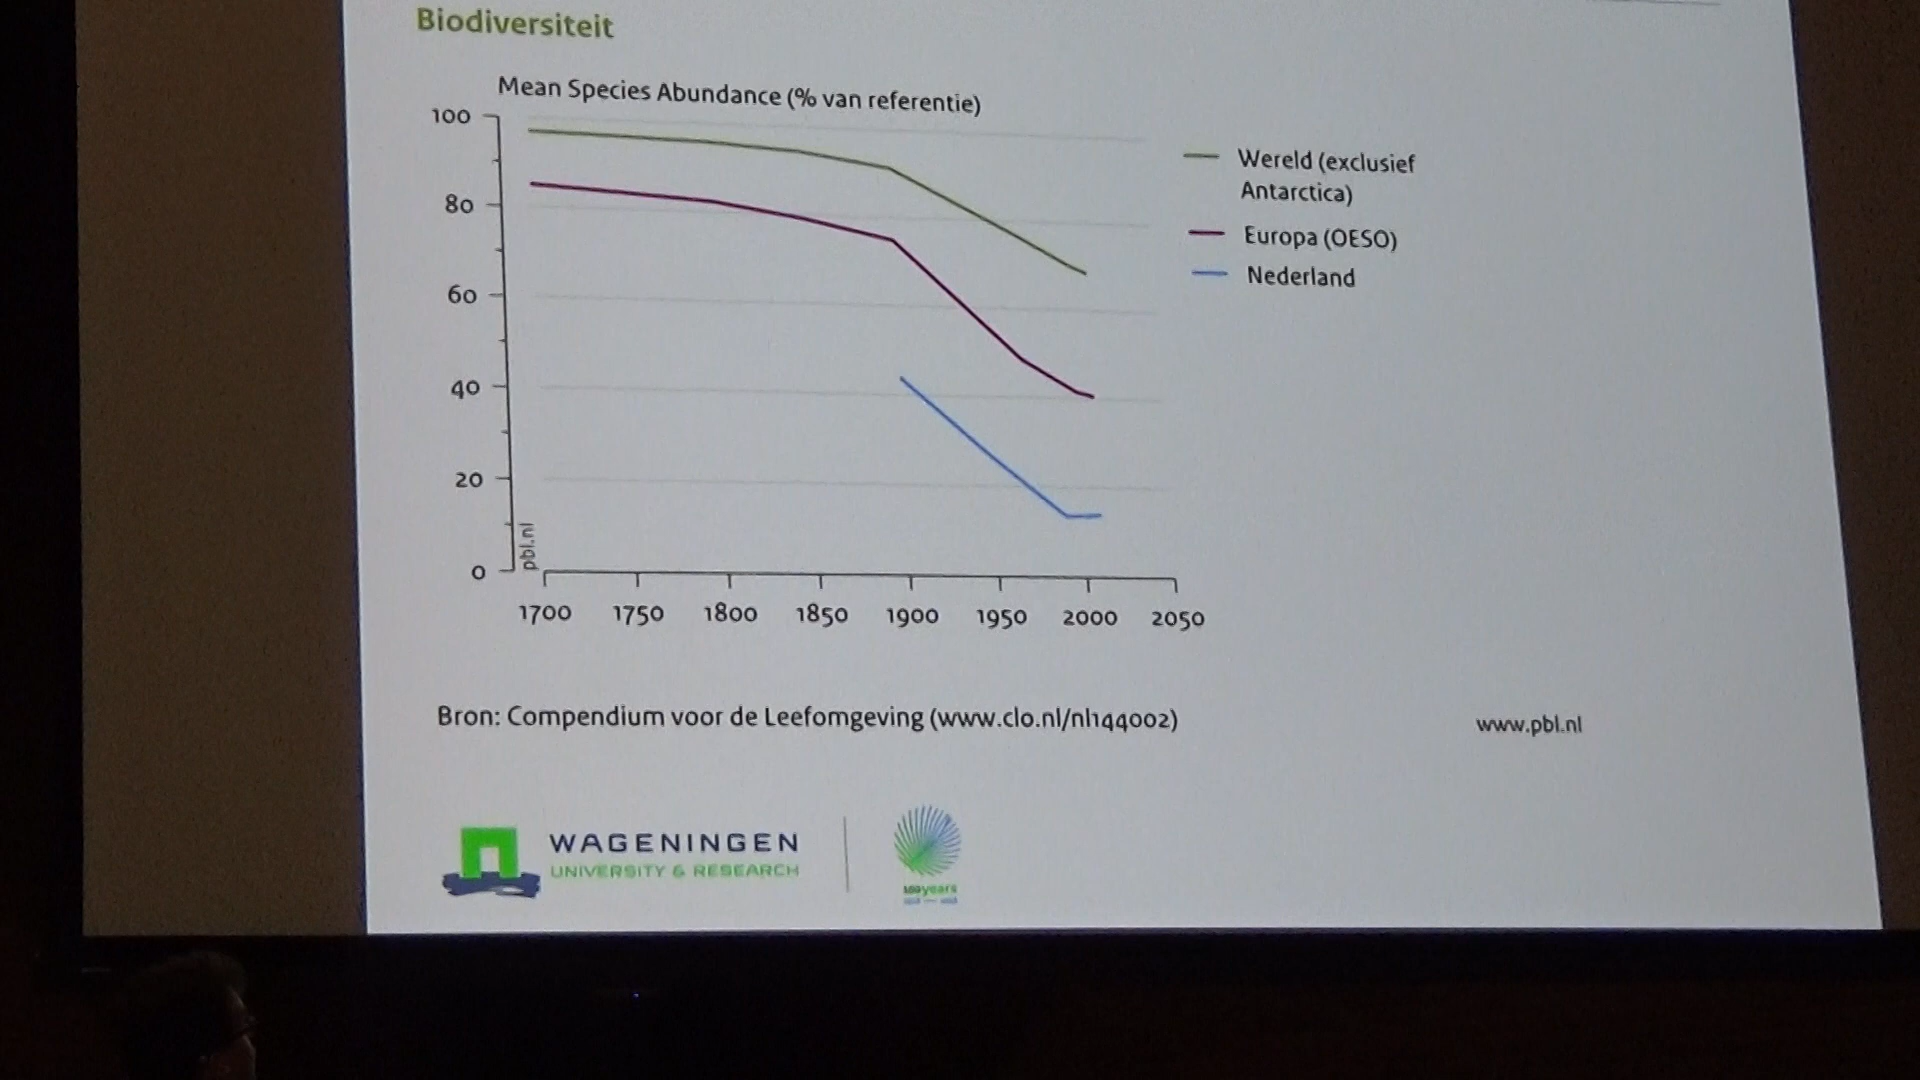 Biodiversiteit
Mean Species Abundance (% van referentie)
100
80
60
40
20
0
pbl.nl
1700 1750 1800 1850 1900 1950 2000 2050
Wereld (exclusief
Antarctica)
Europa (OESO)
Nederland
Bron: Compendium voor de Leefomgeving (www.clo.nl/nl144002)
www.pbl.nl
WAGENINGEN
UNIVERSITY & RESEARCH
100years